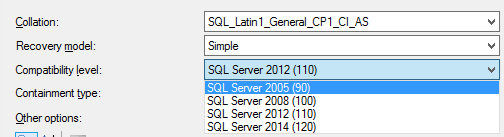 Collation: SQL_Latin1_General_CP1_CI_AS
Recovery model: Simple
Compatibility level: SQL Server 2012 (110)
Containment type: SQL Server 2005 (90)
SQL Server 2008 (100)
SQL Server 2012 (110)
Other options: SQL Server 2014 (120)